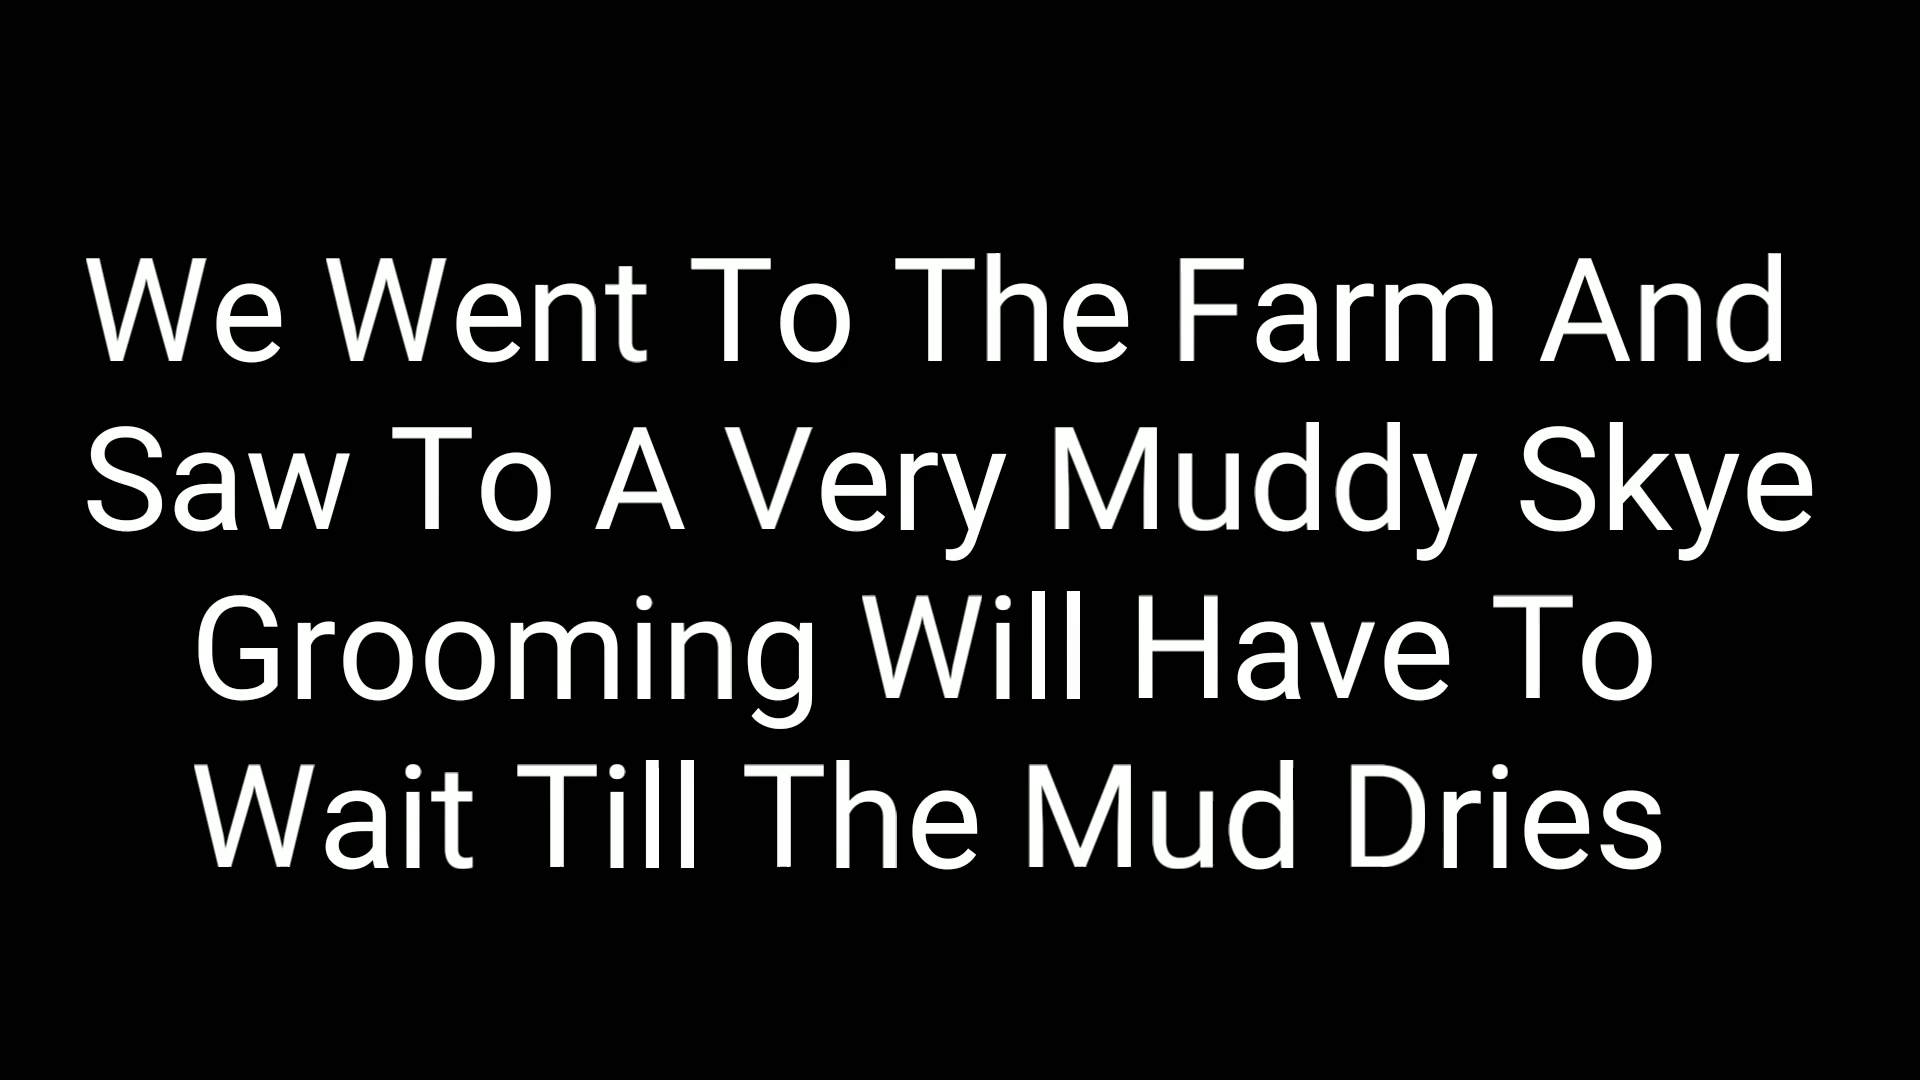 We Went To The Farm And
Saw To A Very Muddy Skye
Grooming Will Have To
Wait Till The Mud Dries